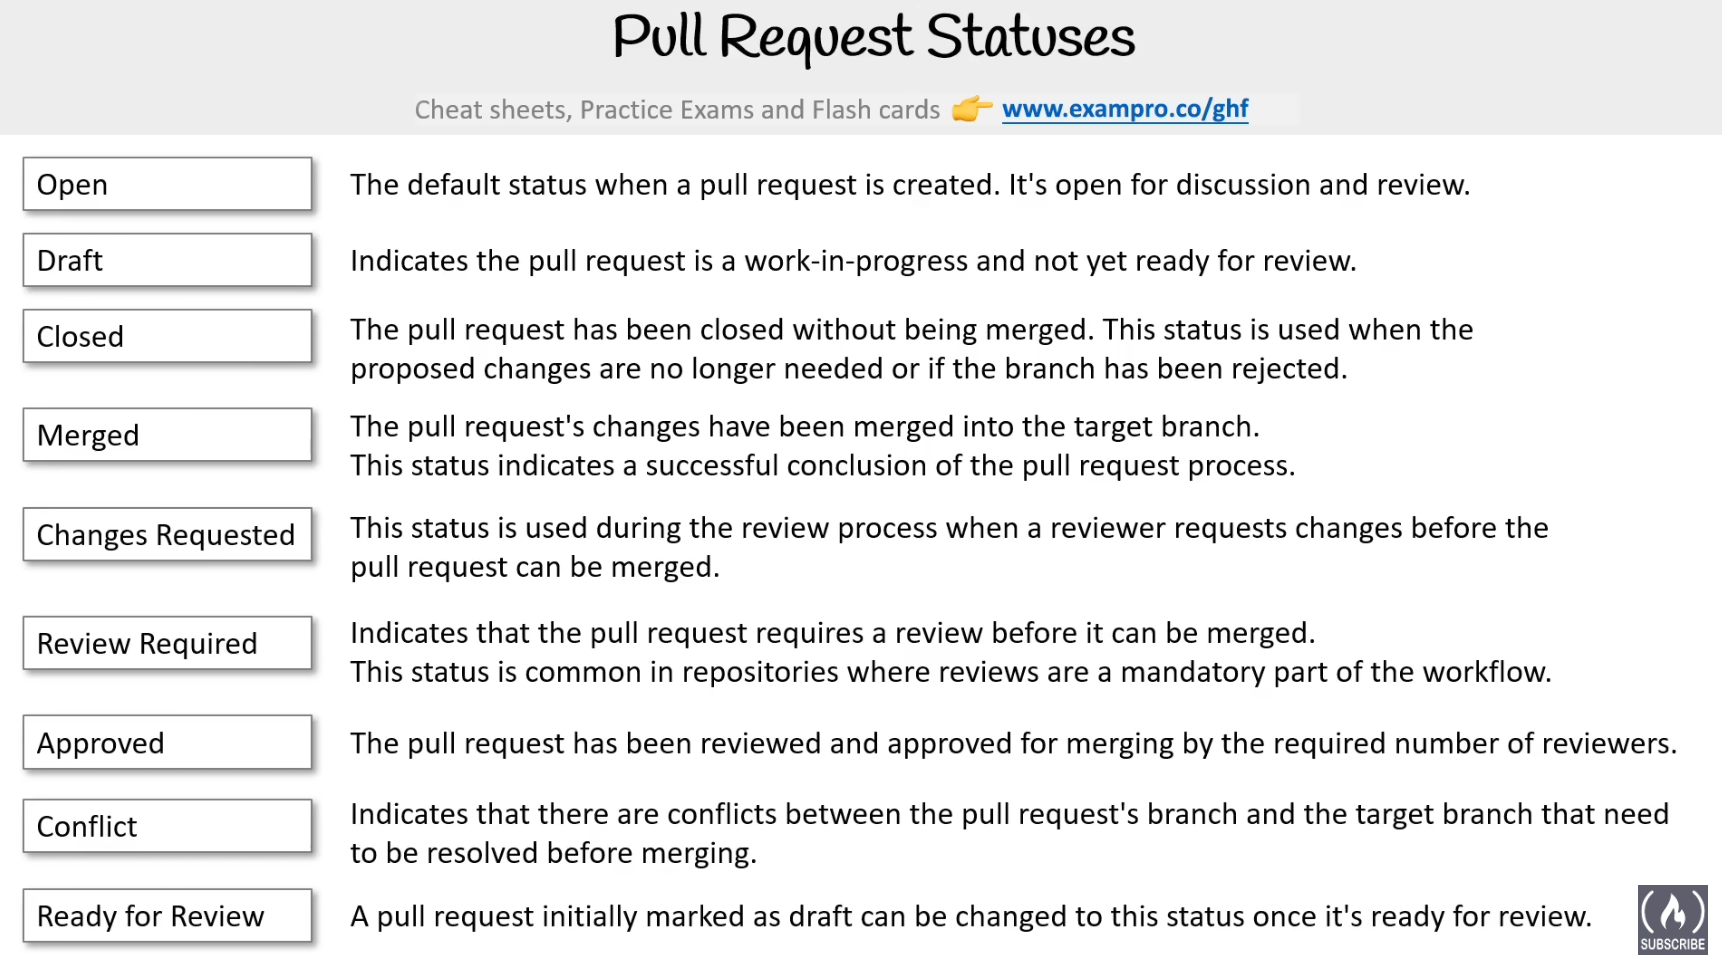 Pull Request Statuses
Cheat sheets, Practice Exams and Flash cards 👉 www.exampro.co/ghf
Open
The default status when a pull request is created. It's open for discussion and review.
Draft
Indicates the pull request is a work-in-progress and not yet ready for review.
Closed
The pull request has been closed without being merged. This status is used when the
proposed changes are no longer needed or if the branch has been rejected.
Merged
The pull request's changes have been merged into the target branch.
This status indicates a successful conclusion of the pull request process.
Changes Requested
This status is used during the review process when a reviewer requests changes before the
pull request can be merged.
Review Required
Indicates that the pull request requires a review before it can be merged.
This status is common in repositories where reviews are a mandatory part of the workflow.
Approved
The pull request has been reviewed and approved for merging by the required number of reviewers.
Conflict
Indicates that there are conflicts between the pull request's branch and the target branch that need
to be resolved before merging.
Ready for Review
A pull request initially marked as draft can be changed to this status once it's ready for review.
SUBSCRIBE